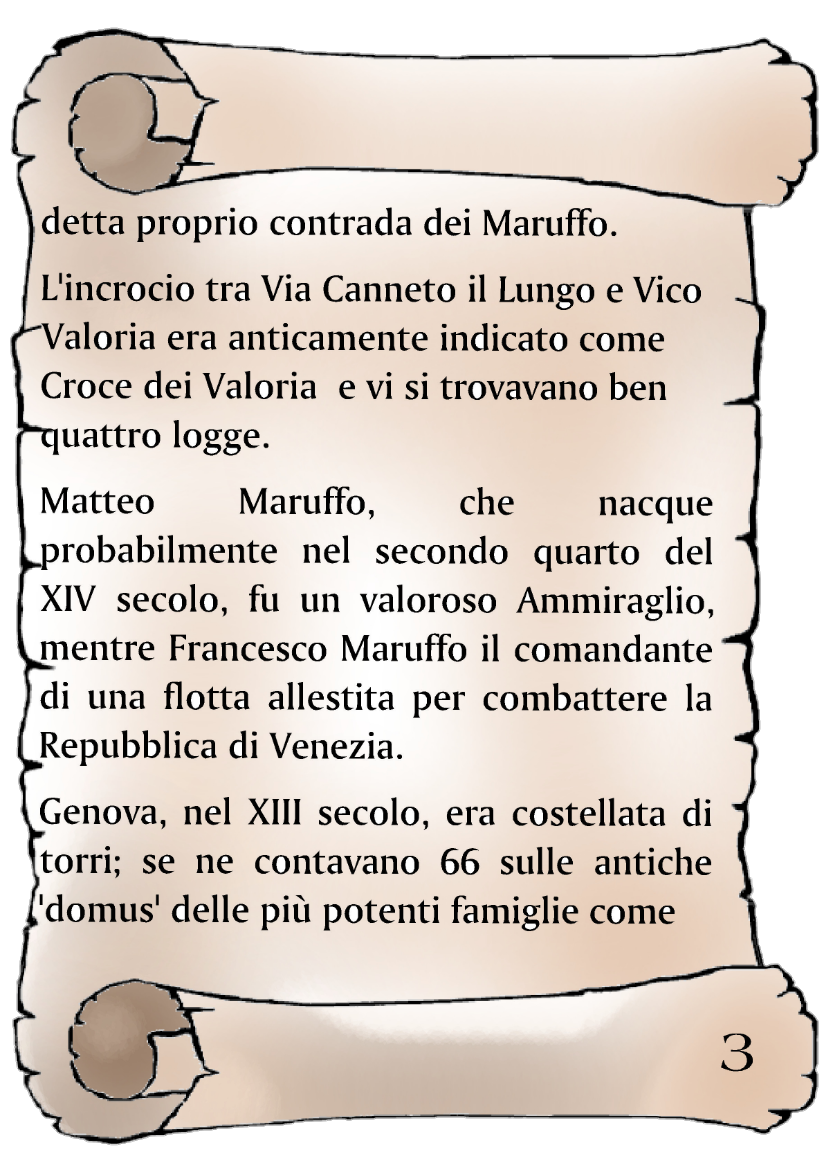 detta proprio contrada dei Maruffo.
L'incrocio tra Via Canneto il Lungo e Vico
Valoria era anticamente indicato come
Croce dei Valoria  e vi si trovavano ben
quattro logge.
Matteo Maruffo, che nacque
probabilmente nel secondo quarto del
XIV secolo, fu un valoroso Ammiraglio,
mentre Francesco Maruffo il comandante
di una flotta allestita per combattere la
Repubblica di Venezia.
Genova, nel XIII secolo, era costellata di
torri; se ne contavano 66 sulle antiche
'domus' delle più potenti famiglie come
3